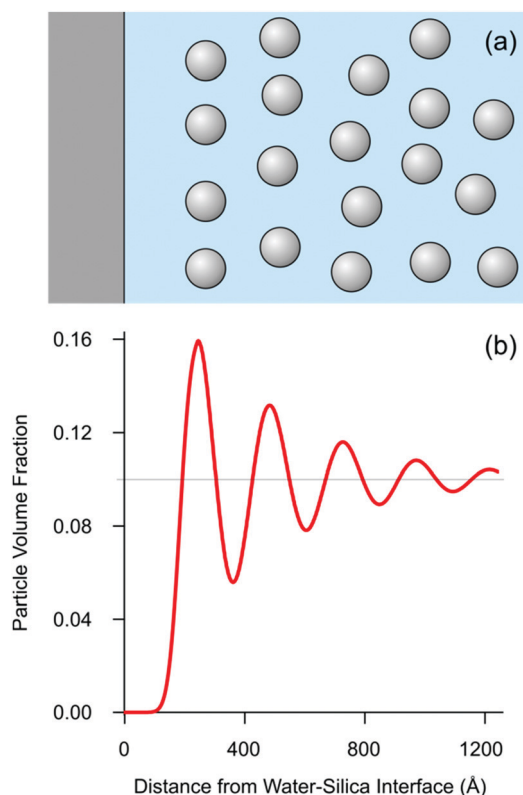 (a)
(b)
0.16
0.12
0.08
0.04
0.00
Particle Volume Fraction
0 400 800 1200
Distance from Water-Silica Interface (Å)